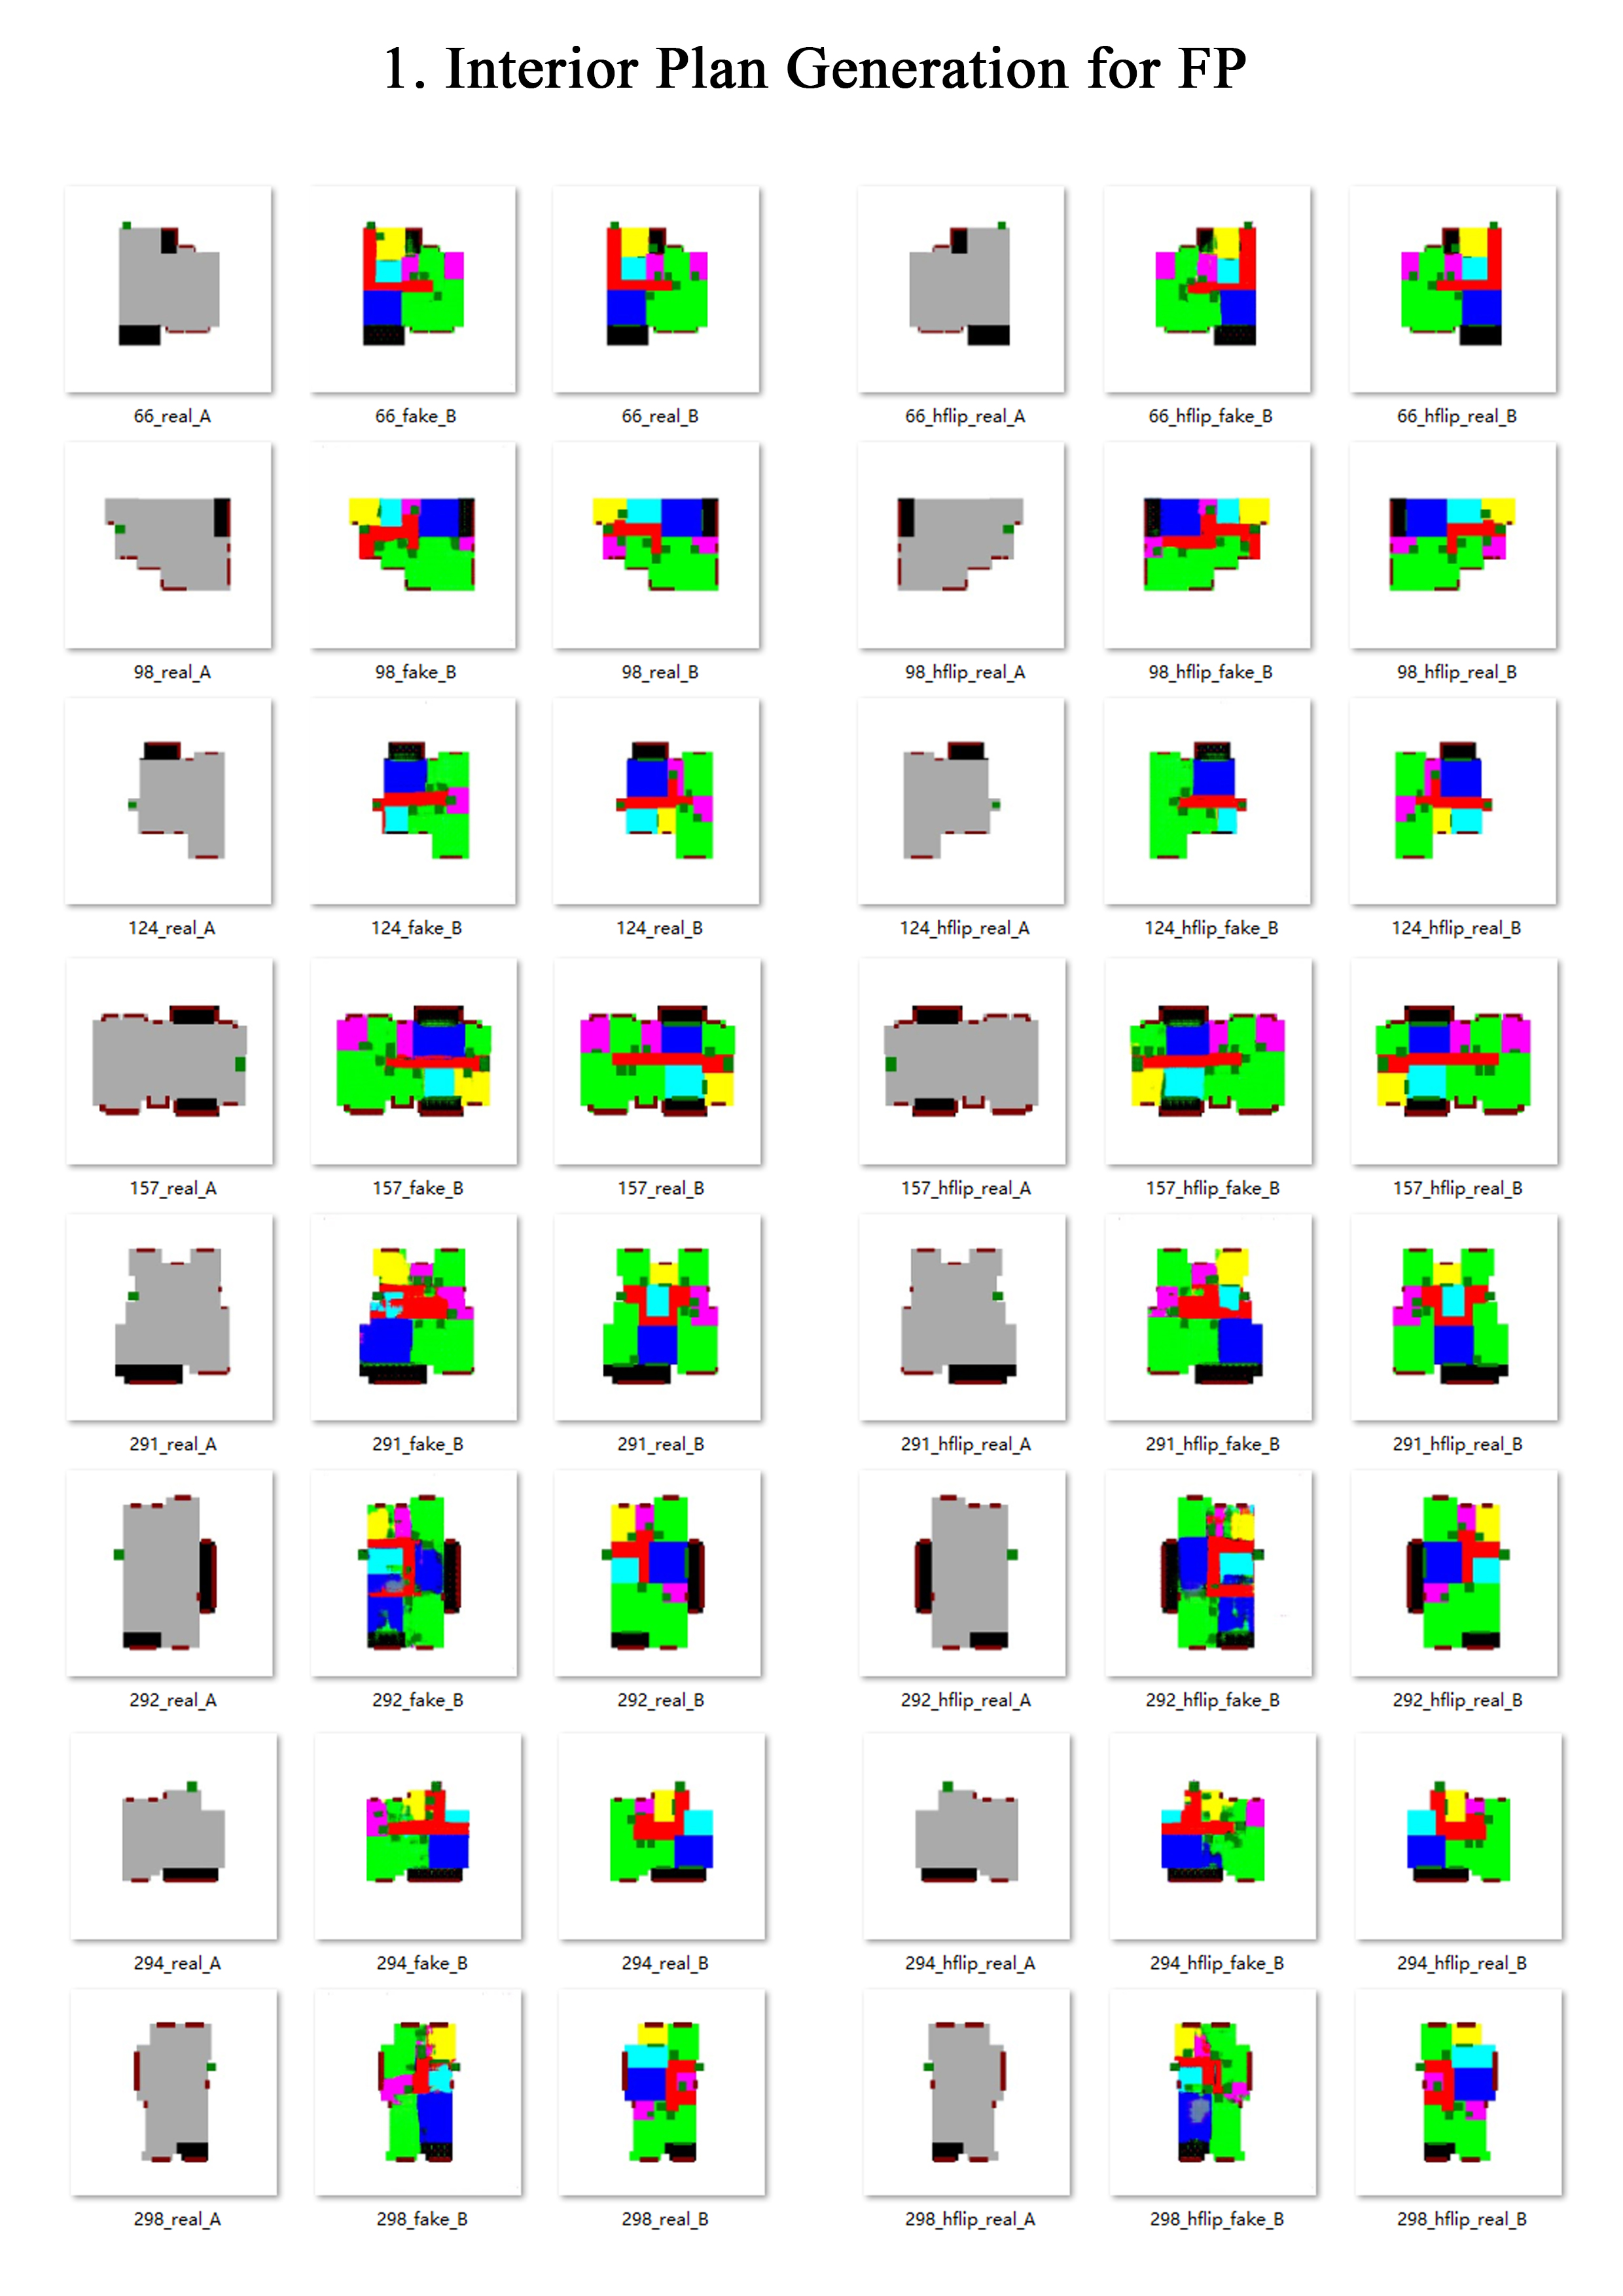 1. Interior Plan Generation for FP
66_real_A 66_fake_B 66_real_B 66_hflip_real_A 66_hflip_fake_B 66_hflip_real_B
98_real_A 98_fake_B 98_real_B 98_hflip_real_A 98_hflip_fake_B 98_hflip_real_B
124_real_A 124_fake_B 124_real_B 124_hflip_real_A 124_hflip_fake_B 124_hflip_real_B
157_real_A 157_fake_B 157_real_B 157_hflip_real_A 157_hflip_fake_B 157_hflip_real_B
291_real_A 291_fake_B 291_real_B 291_hflip_real_A 291_hflip_fake_B 291_hflip_real_B
292_real_A 292_fake_B 292_real_B 292_hflip_real_A 292_hflip_fake_B 292_hflip_real_B
294_real_A 294_fake_B 294_real_B 294_hflip_real_A 294_hflip_fake_B 294_hflip_real_B
298_real_A 298_fake_B 298_real_B 298_hflip_real_A 298_hflip_fake_B 298_hflip_real_B